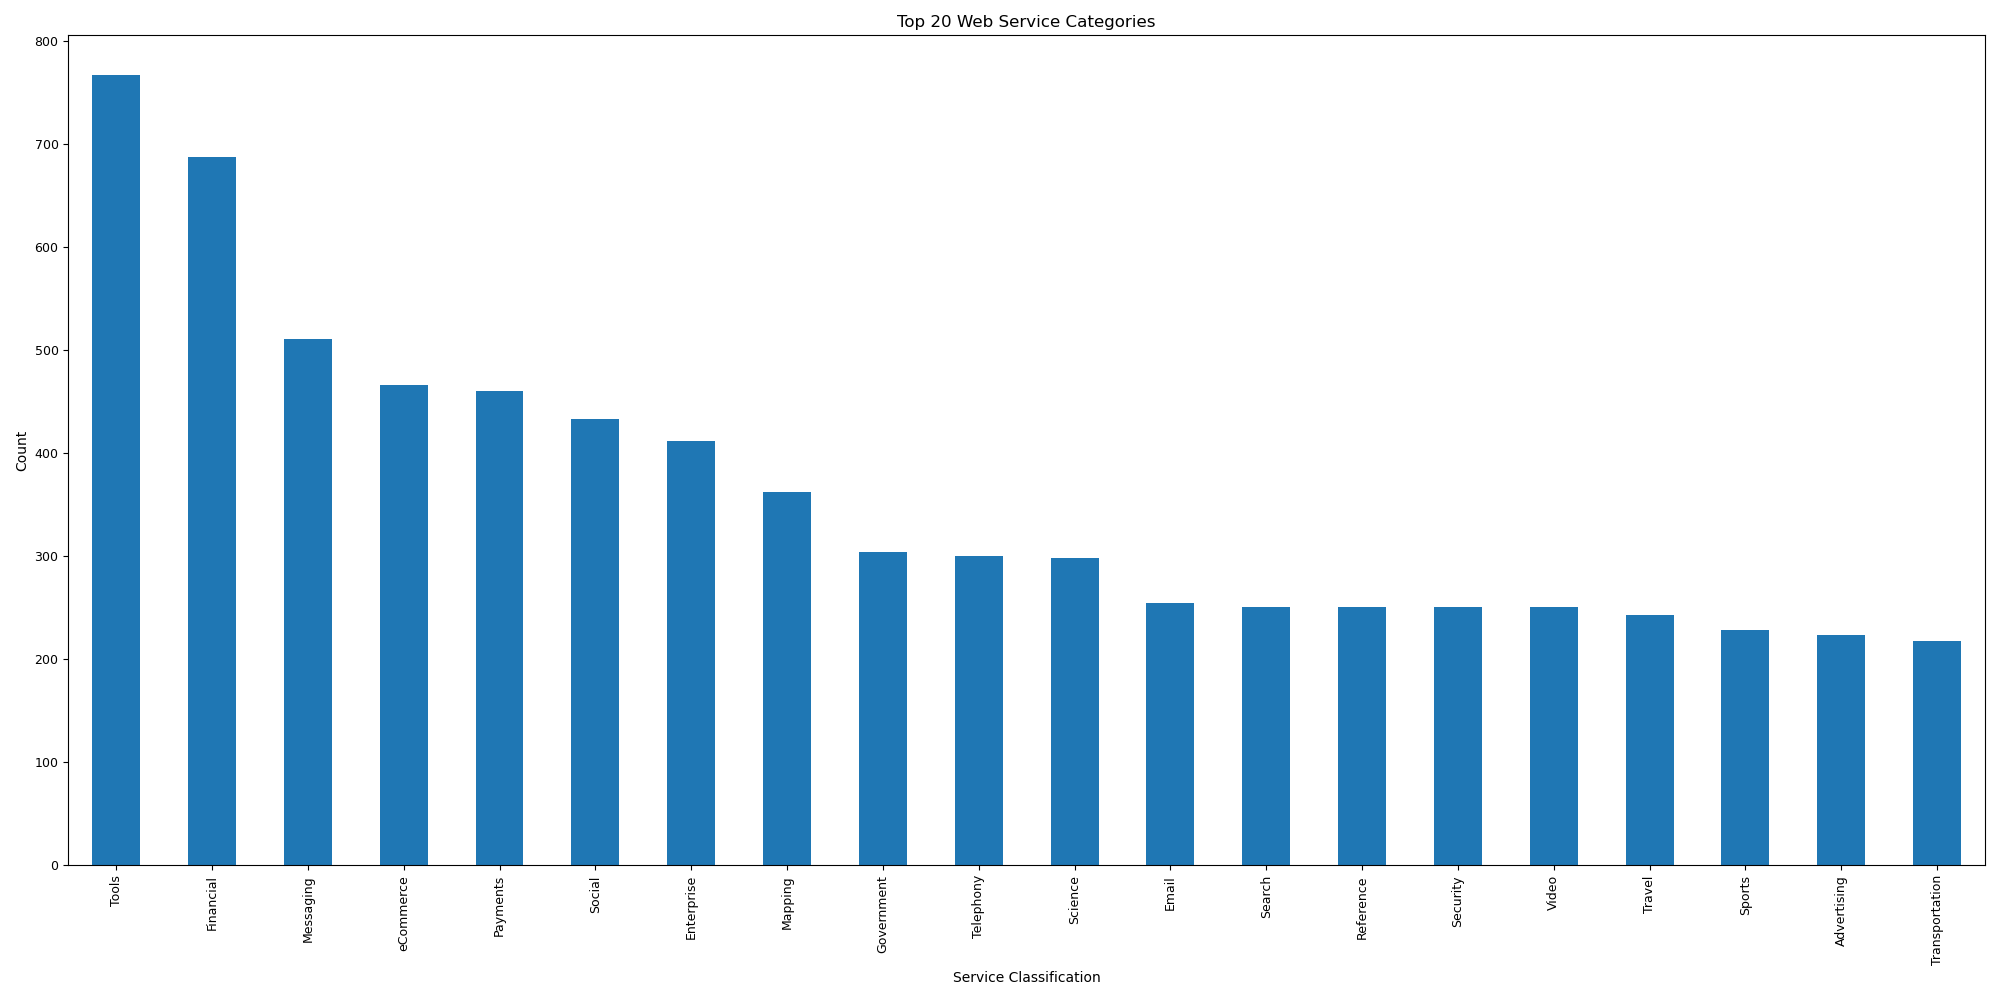 Top 20 Web Service Categories
800
700
600
500
400
300
200
100
0
Count
Tools
Financial
Messaging
eCommerce
Payments
Social
Enterprise
Mapping
Government
Telephony
Science
Email
Search
Reference
Security
Video
Travel
Sports
Advertising
Transportation
Service Classification